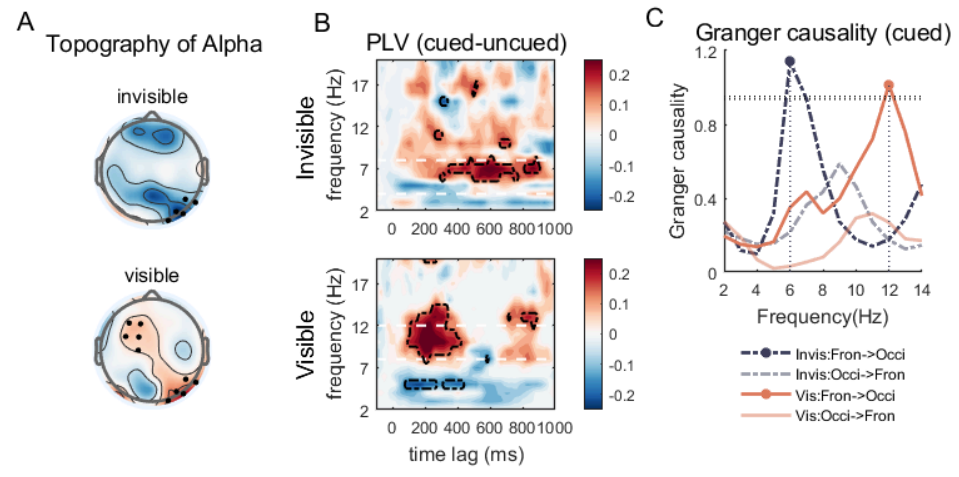 A
Topography of Alpha
invisible
visible
B
PLV (cued-uncued)
Invisible
frequency (Hz)
17
12
7
2
0 200 400 600 800 1000
0.2
0.1
0
-0.1
-0.2
Visible
frequency (Hz)
17
12
7
2
0 200 400 600 800 1000
time lag (ms)
0.2
0.1
0
-0.1
-0.2
C
Granger causality (cued)
Granger causality
1.2
0.8
0.4
0
2 4 6 8 10 12 14
Frequency(Hz)
Invis:Fron->Occi
Invis:Occi->Fron
Vis:Fron->Occi
Vis:Occi->Fron